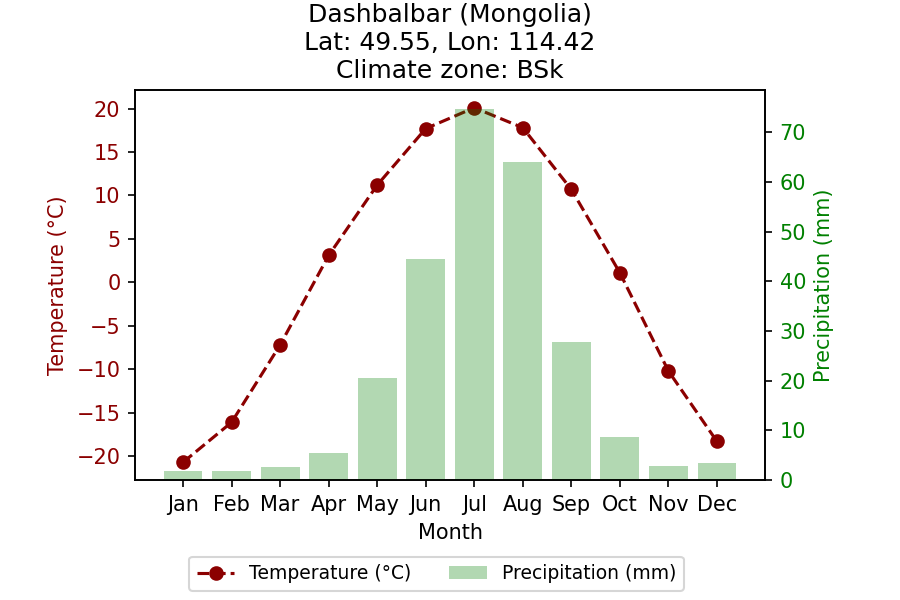 Dashbalbar (Mongolia)
Lat: 49.55, Lon: 114.42
Climate zone: BSk
Temperature (°C)
20
15
10
5
0
−5
−10
−15
−20
70
60
50
40
30
20
10
0
Precipitation (mm)
Jan Feb Mar Apr May Jun Jul Aug Sep Oct Nov Dec
Month
Temperature (°C) Precipitation (mm)